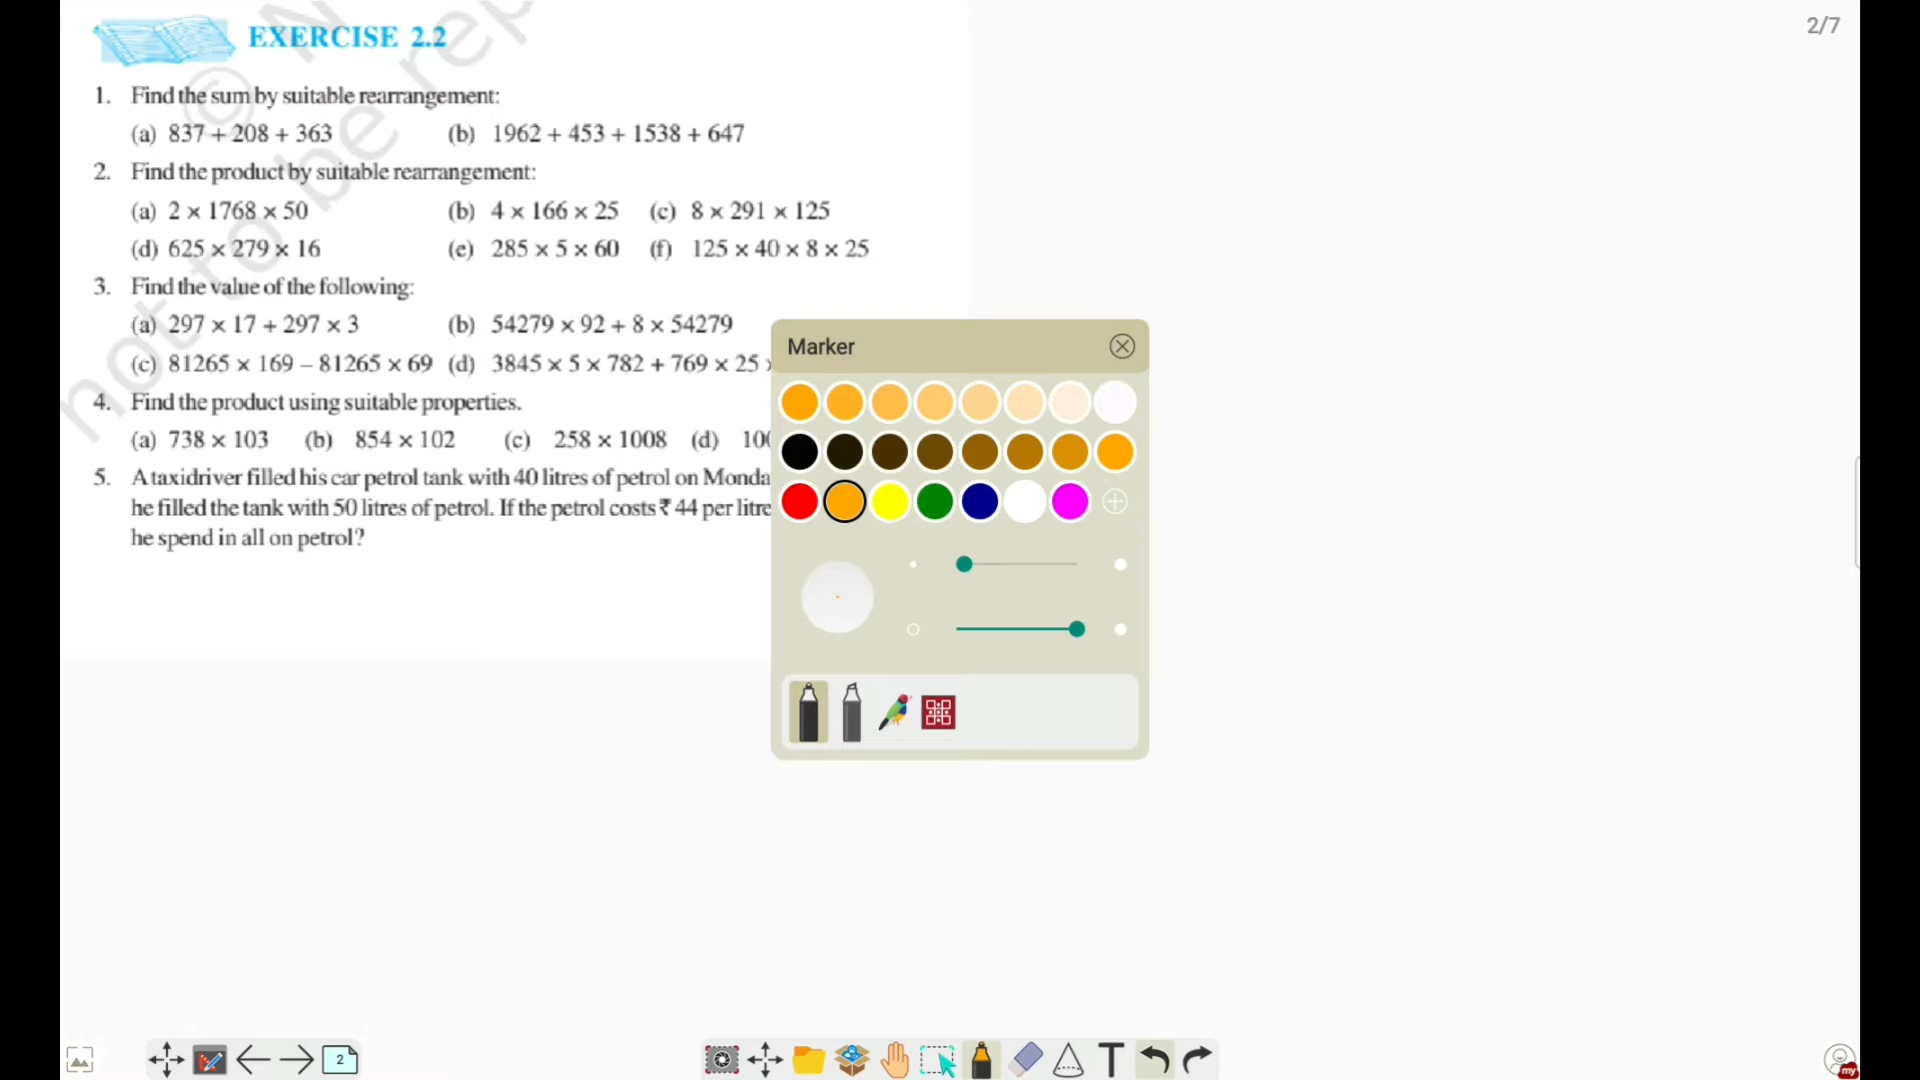 EXERCISE 2.2
2/7
1. Find the sum by suitable rearrangement:
(a) 837 + 208 + 363 (b) 1962 + 453 + 1538 + 647
2. Find the product by suitable rearrangement:
(a) 2 × 1768 × 50 (b) 4 × 166 × 25 (c) 8 × 291 × 125
(d) 625 × 279 × 16 (e) 285 × 5 × 60 (f) 125 × 40 × 8 × 25
3. Find the value of the following:
(a) 297 × 17 + 297 × 3 (b) 54279 × 92 + 8 × 54279
(c) 81265 × 169 – 81265 × 69 (d) 3845 × 5 × 782 + 769 × 25
4. Find the product using suitable properties.
(a) 738 × 103 (b) 854 × 102 (c) 258 × 1008 (d)
5. A taxidriver filled his car petrol tank with 40 litres of petrol on
he filled the tank with 50 litres of petrol. If the petrol costs ₹ 44 per litre
he spend in all on petrol?
© N
not to be rep
Marker
2
my